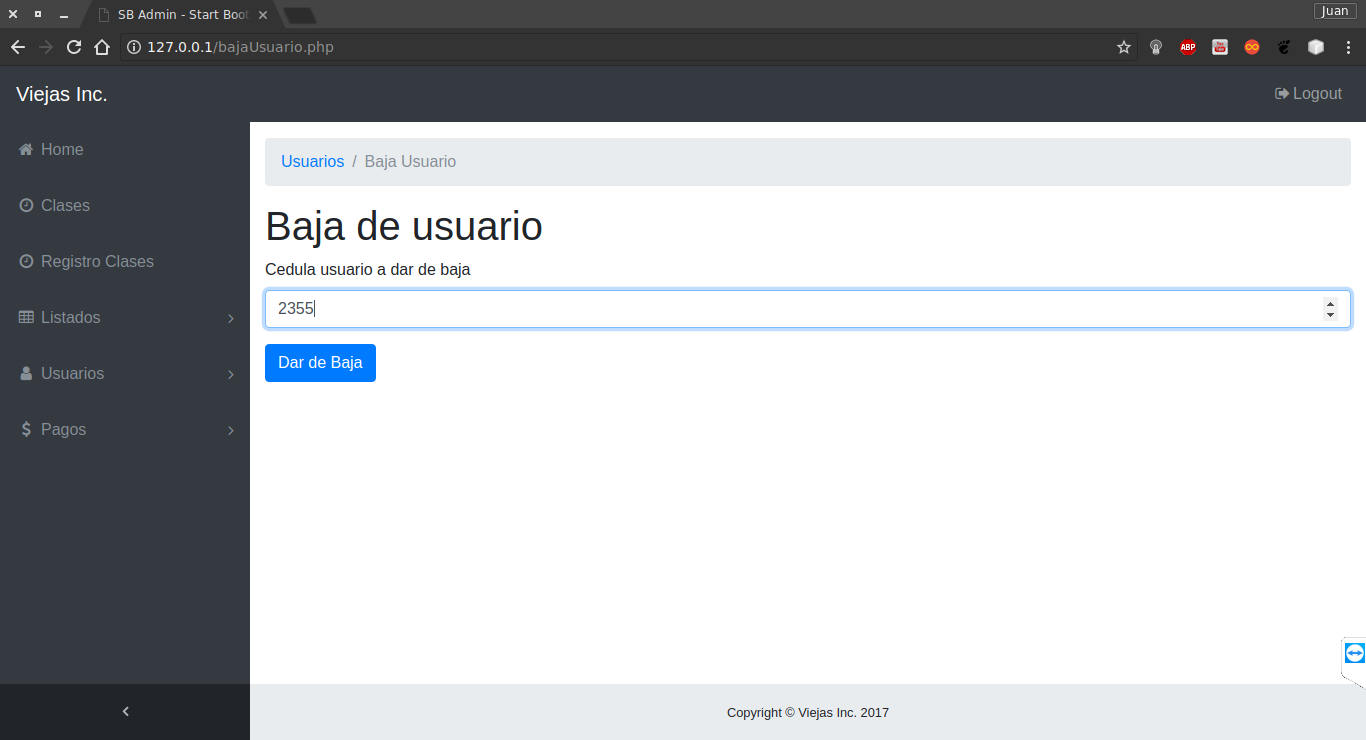 SB Admin - Start Boot
Juan
127.0.0.1/bajaUsuario.php
ABP
Viejas Inc.
Logout
Home
Clases
Registro Clases
Listados
Usuarios
Pagos
Usuarios / Baja Usuario
Baja de usuario
Cedula usuario a dar de baja
2355
Dar de Baja
Copyright © Viejas Inc. 2017